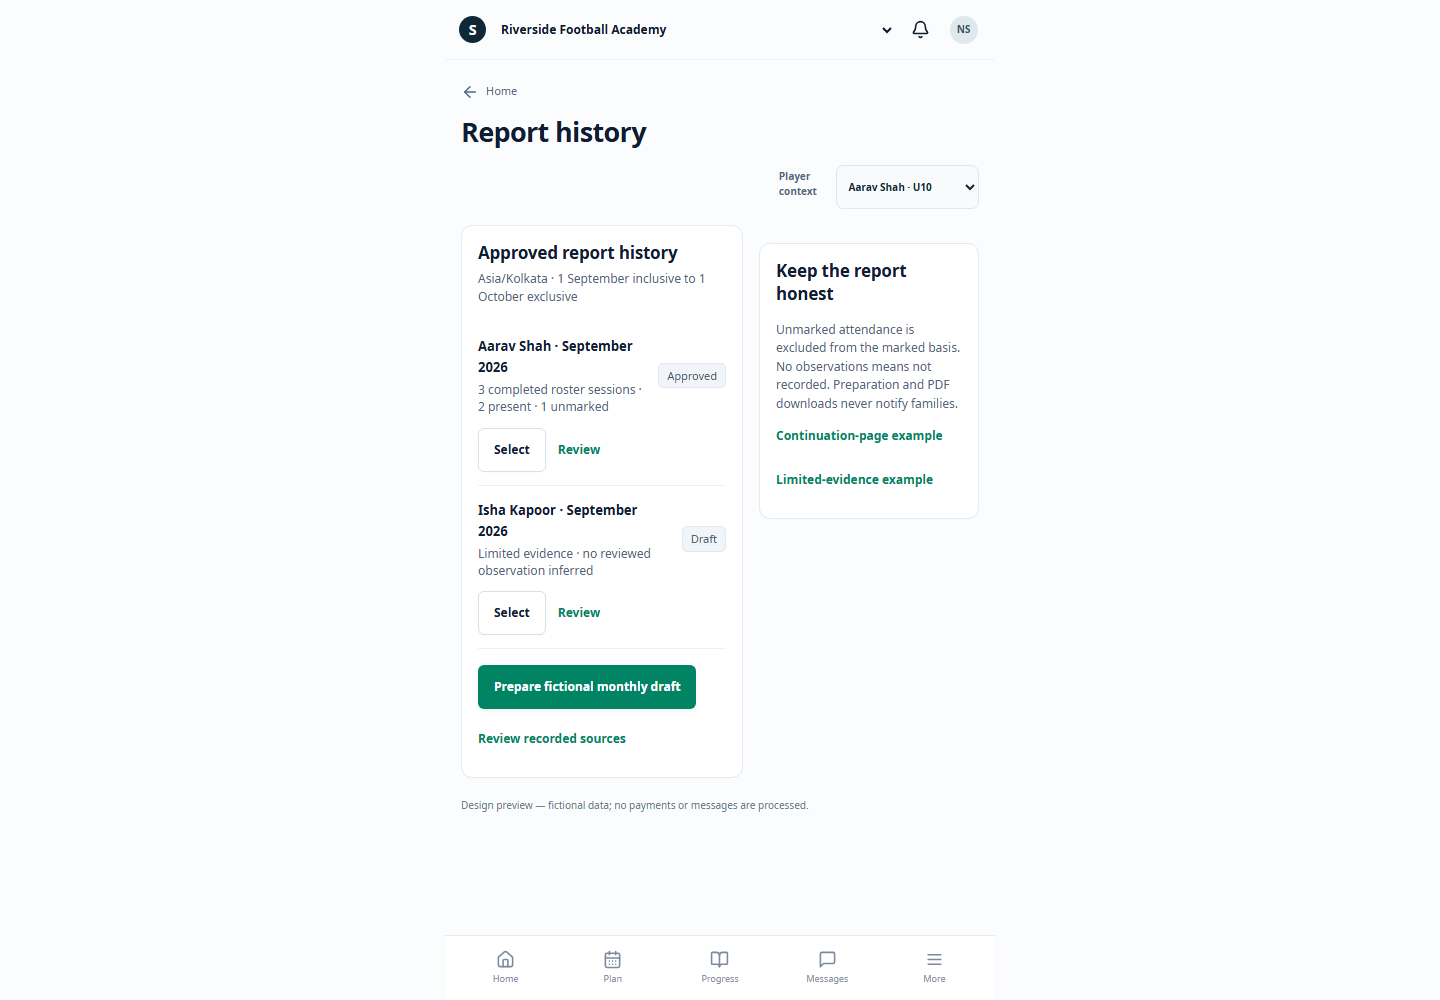 S
Riverside Football Academy
NS
Home
Report history
Player
context
Aarav Shah · U10
Approved report history
Asia/Kolkata · 1 September inclusive to 1
October exclusive
Aarav Shah · September
2026
3 completed roster sessions ·
2 present · 1 unmarked
Approved
Select
Review
Isha Kapoor · September
2026
Limited evidence · no reviewed
observation inferred
Draft
Select
Review
Prepare fictional monthly draft
Review recorded sources
Keep the report
honest
Unmarked attendance is
excluded from the marked basis.
No observations means not
recorded. Preparation and PDF
downloads never notify families.
Continuation-page example
Limited-evidence example
Design preview — fictional data; no payments or messages are processed.
Home
Plan
Progress
Messages
More